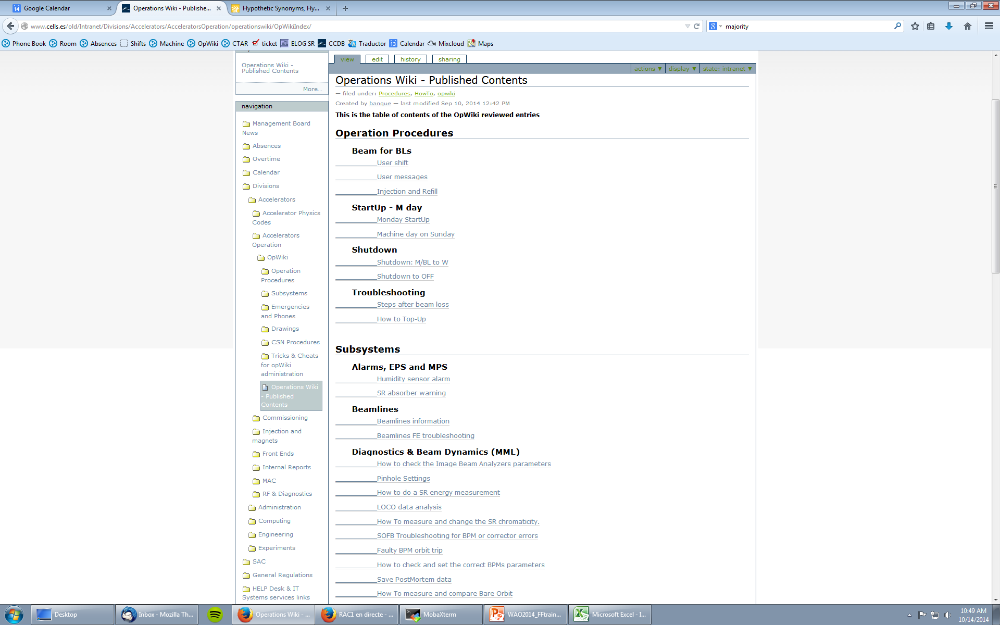 Google Calendar
Operations Wiki - Publishe...
Hypothetic Synonyms, Hy...
www.cells.es/old/Intranet/Divisions/Accelerators/AcceleratorsOperation/operationswiki/OpWikiIndex/
majority
Phone Book Room Absences Shifts Machine OpWiki CTAR ticket ELOG SR CCDB Traductor Calendar Mixcloud Maps
Operations Wiki -
Published Contents
More...
navigation
Management Board
News
Absences
Overtime
Calendar
Divisions
Accelerators
Accelerator Physics
Codes
Accelerators
Operation
OpWiki
Operation
Procedures
Subsystems
Emergencies
and Phones
Drawings
CSN Procedures
Tricks & Cheats
for opWiki
administration
Operations Wiki
- Published
Contents
Commissioning
Injection and
magnets
Front Ends
Internal Reports
MAC
RF & Diagnostics
Administration
Computing
Engineering
Experiments
SAC
General Regulations
HELP Desk & IT
Systems services links
view edit history sharing
actions ▼ display ▼ state: intranet ▼
Operations Wiki - Published Contents
— filed under: Procedures, HowTo, opwiki
Created by banque — last modified Sep 10, 2014 12:42 PM
This is the table of contents of the OpWiki reviewed entries
Operation Procedures
Beam for BLs
User shift
User messages
Injection and Refill
StartUp - M day
Monday StartUp
Machine day on Sunday
Shutdown
Shutdown: M/BL to W
Shutdown to OFF
Troubleshooting
Steps after beam loss
How to Top-Up
Subsystems
Alarms, EPS and MPS
Humidity sensor alarm
SR absorber warning
Beamlines
Beamlines information
Beamlines FE troubleshooting
Diagnostics & Beam Dynamics (MML)
How to check the Image Beam Analyzers parameters
Pinhole Settings
How to do a SR energy measurement
LOCO data analysis
How To measure and change the SR chromaticity.
SOFB Troubleshooting for BPM or corrector errors
Faulty BPM orbit trip
How to check and set the correct BPMs parameters
Save PostMortem data
How To measure and compare Bare Orbit
Desktop
Inbox - Mozilla Th...
Operations Wiki - ...
RAC1 en directe - ...
MobaXterm
WAO2014_FFtrain...
Microsoft Excel - I...
10:49 AM
10/14/2014